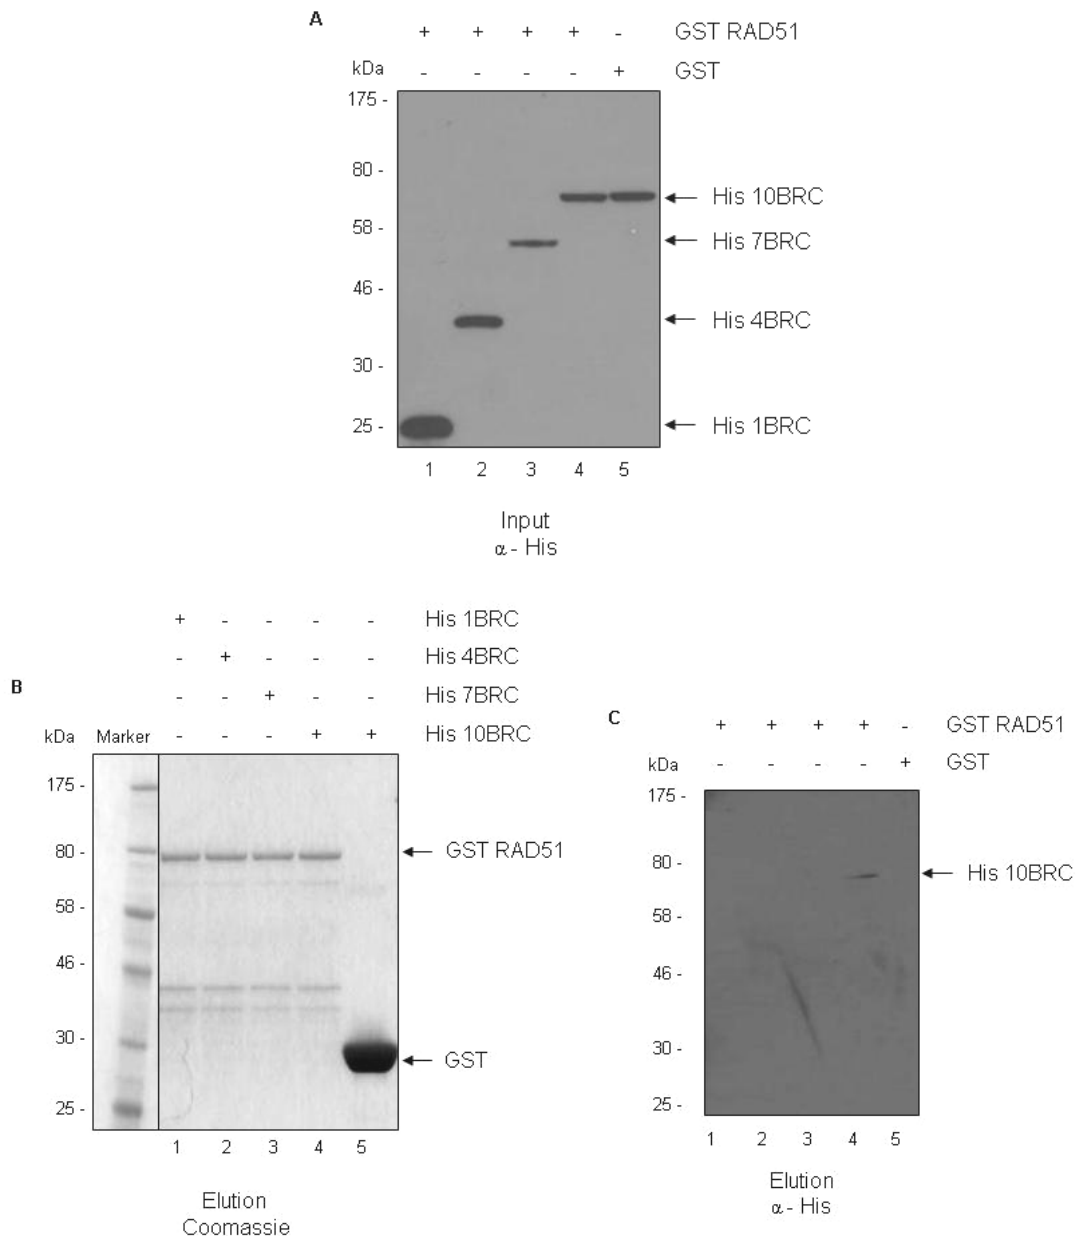 A
+ + + + - GST RAD51
kDa - - - - + GST
175 -
80 -
His 10BRC
58 -
His 7BRC
46 -
His 4BRC
30 -
25 - His 1BRC
1 2 3 4 5
Input
α - His
+ - - - - His 1BRC
- + - - - His 4BRC
B
- - + - - His 7BRC
kDa Marker - - - + + His 10BRC
175 -
80 - GST RAD51
58 -
46 -
30 -
GST
25 -
1 2 3 4 5
Elution
Coomassie
C
+ + + + - GST RAD51
kDa - - - - + GST
175 -
80 -
His 10BRC
58 -
46 -
30 -
25 -
1 2 3 4 5
Elution
α - His